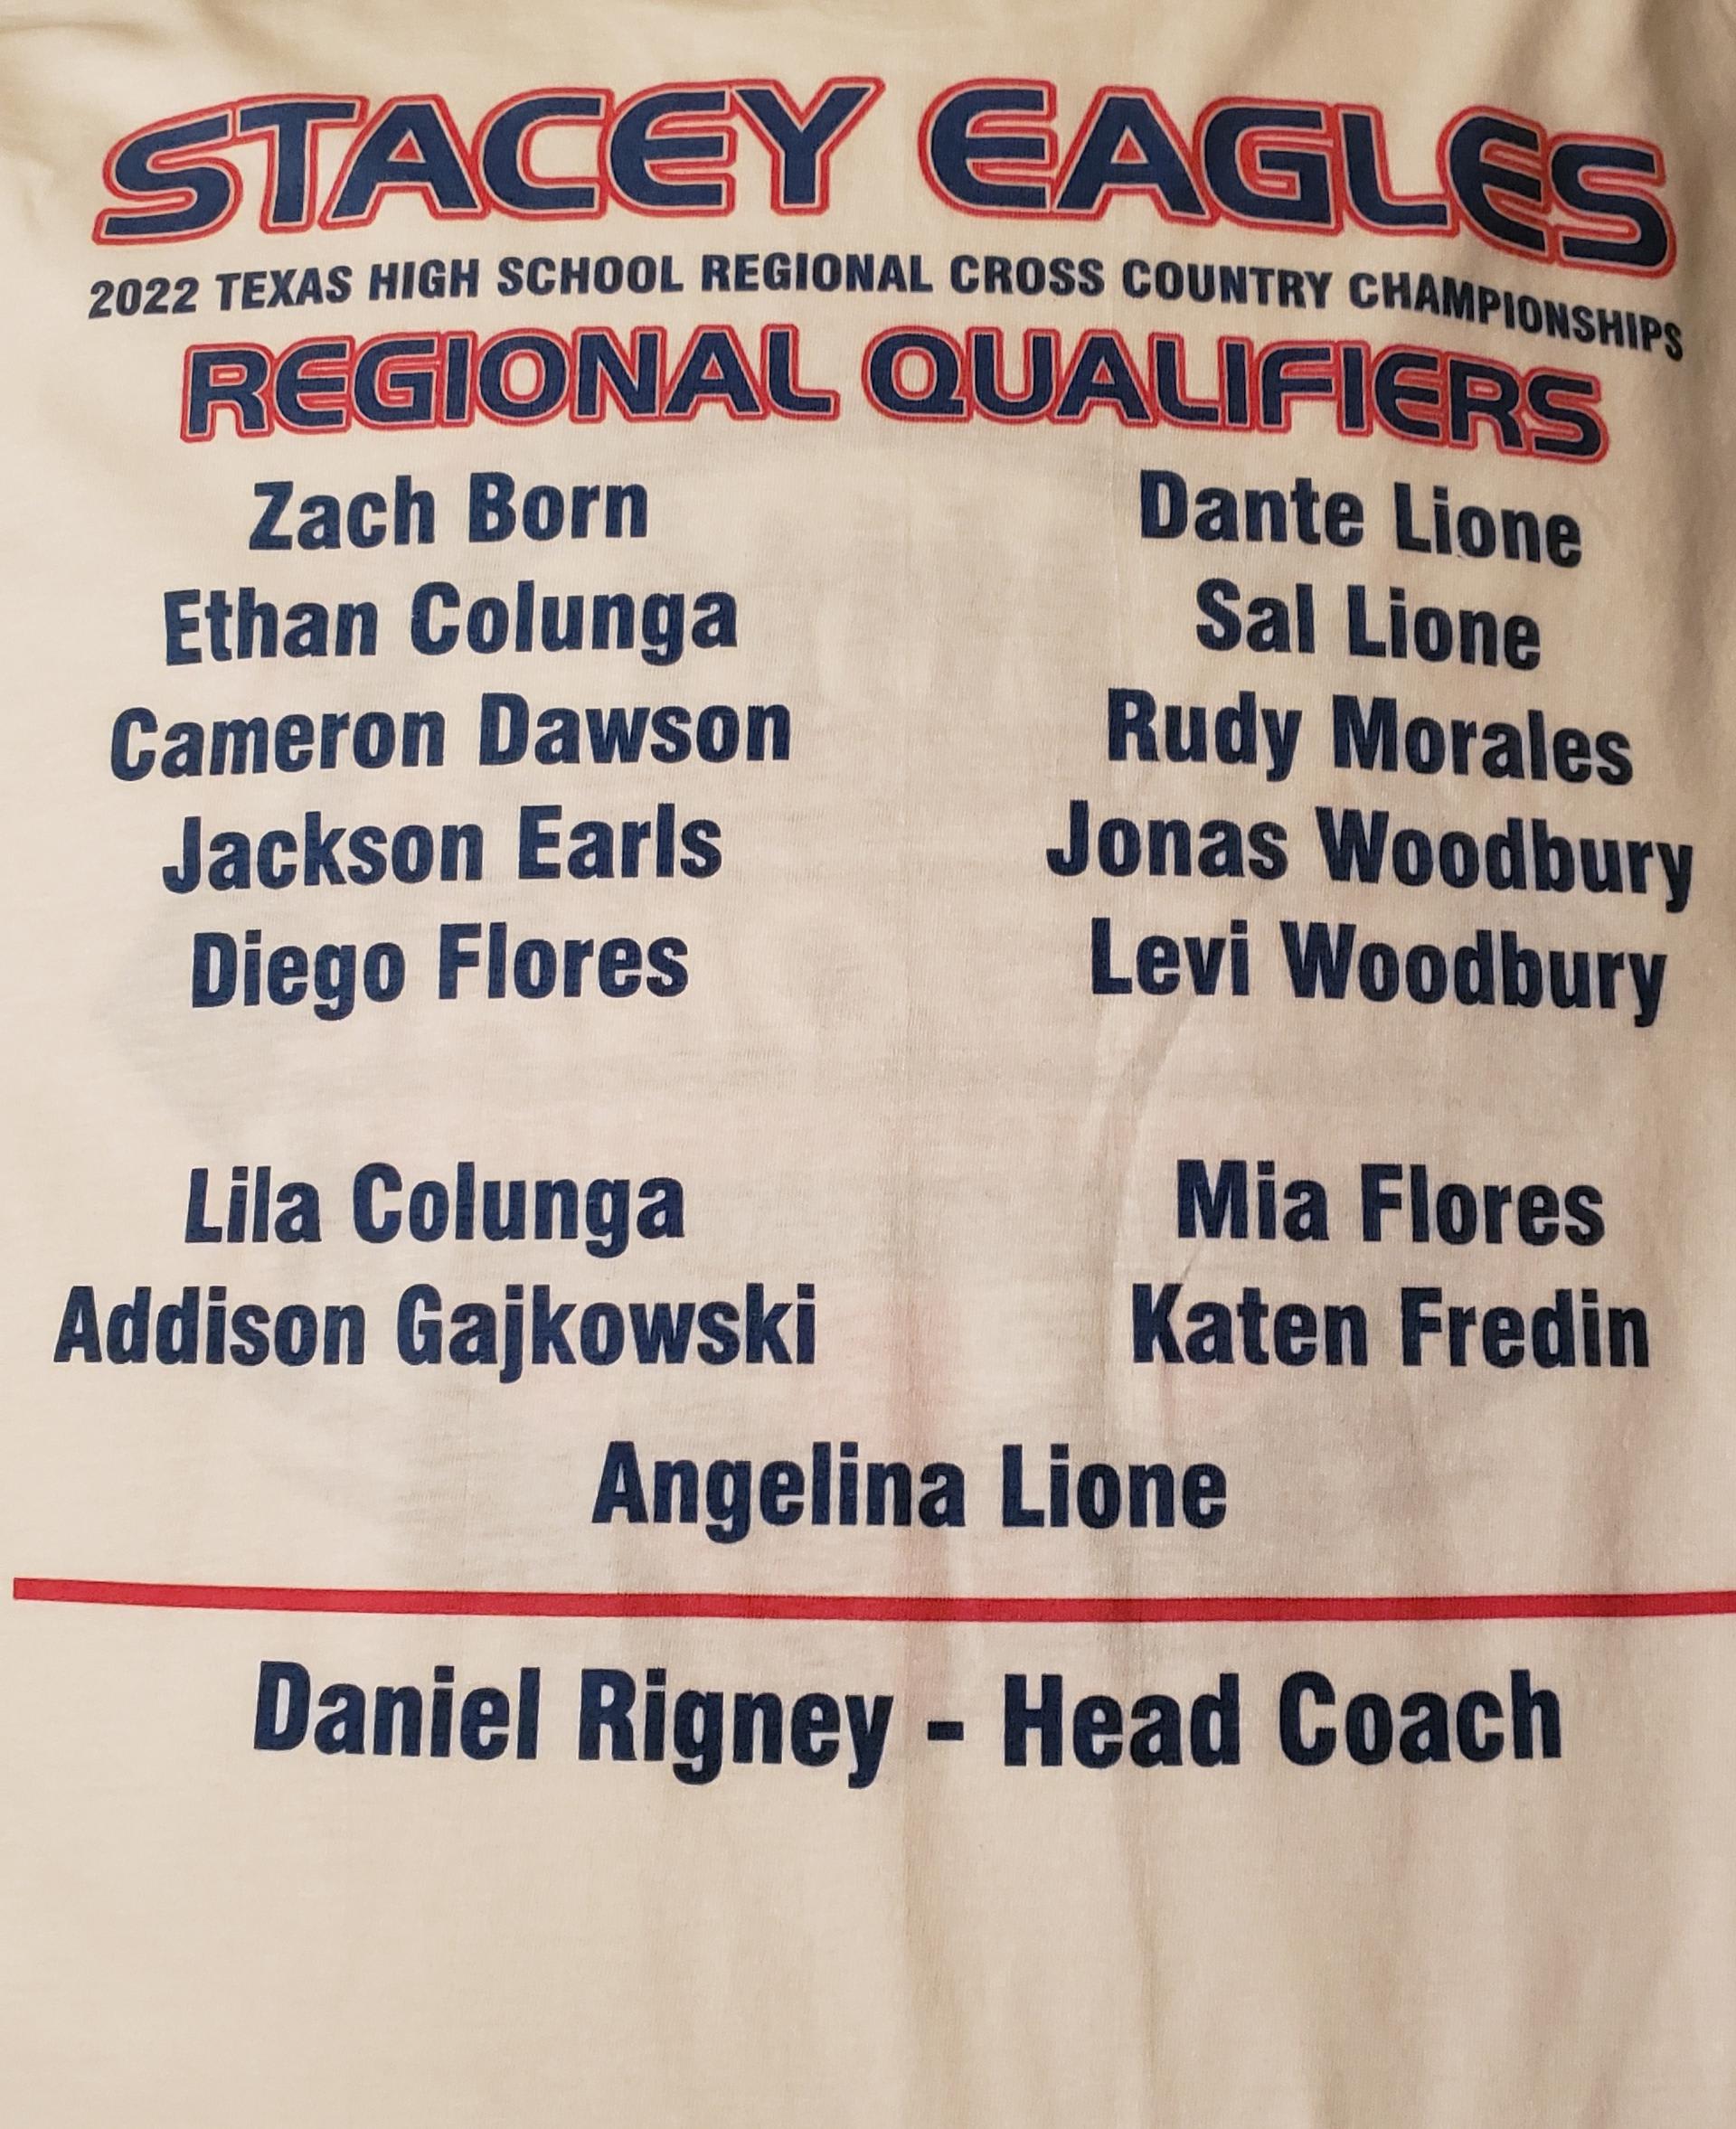 STACEY EAGLES
2022 TEXAS HIGH SCHOOL REGIONAL CROSS COUNTRY CHAMPIONSHIPS
REGIONAL QUALIFIERS
Zach Born
Dante Lione
Ethan Colunga
Sal Lione
Cameron Dawson
Rudy Morales
Jackson Earls
Jonas Woodbury
Diego Flores
Levi Woodbury
Lila Colunga
Mia Flores
Addison Gajkowski
Katen Fredin
Angelina Lione
Daniel Rigney - Head Coach